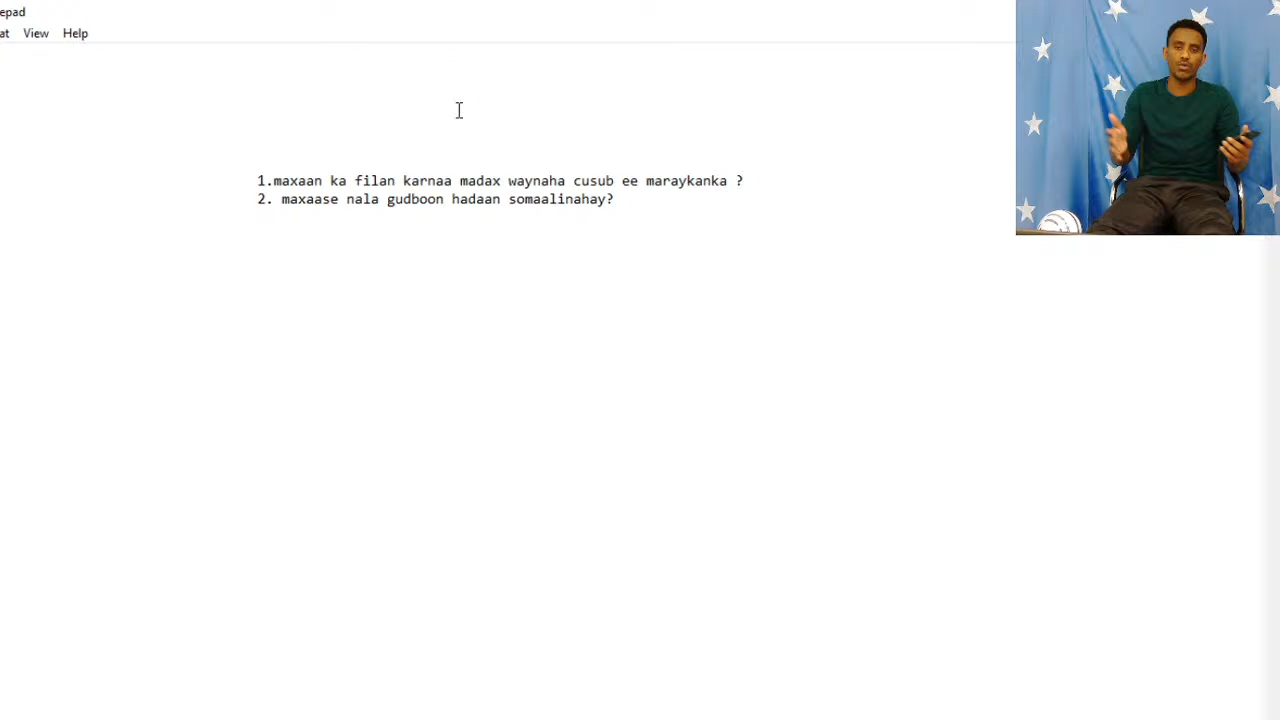 epad
at View Help
1.maxaan ka filan karnaa madax waynaha cusub ee maraykanka ?
2. maxaase nala gudboon hadaan somaalinahay?